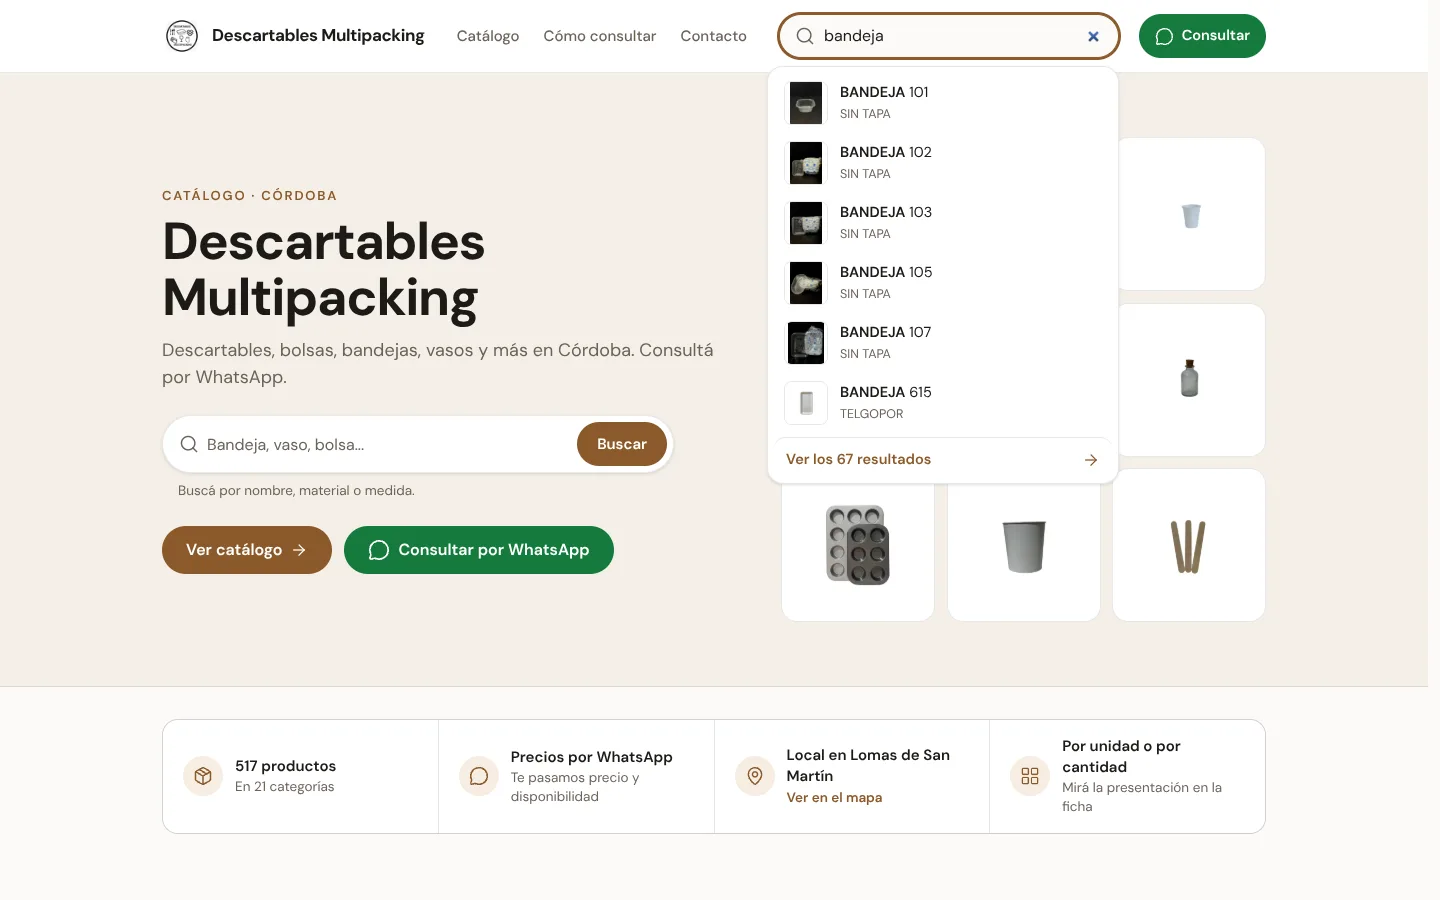 Descartables Multipacking
Catálogo
Cómo consultar
Contacto
bandeja
Consultar
BANDEJA 101
SIN TAPA
BANDEJA 102
SIN TAPA
BANDEJA 103
SIN TAPA
BANDEJA 105
SIN TAPA
BANDEJA 107
SIN TAPA
BANDEJA 615
TELGOPOR
Ver los 67 resultados
CATÁLOGO · CÓRDOBA
Descartables
Multipacking
Descartables, bolsas, bandejas, vasos y más en Córdoba. Consultá
por WhatsApp.
Bandeja, vaso, bolsa...
Buscar
Buscá por nombre, material o medida.
Ver catálogo
Consultar por WhatsApp
517 productos
En 21 categorías
Precios por WhatsApp
Te pasamos precio y
disponibilidad
Local en Lomas de San
Martín
Ver en el mapa
Por unidad o por
cantidad
Mirá la presentación en la
ficha